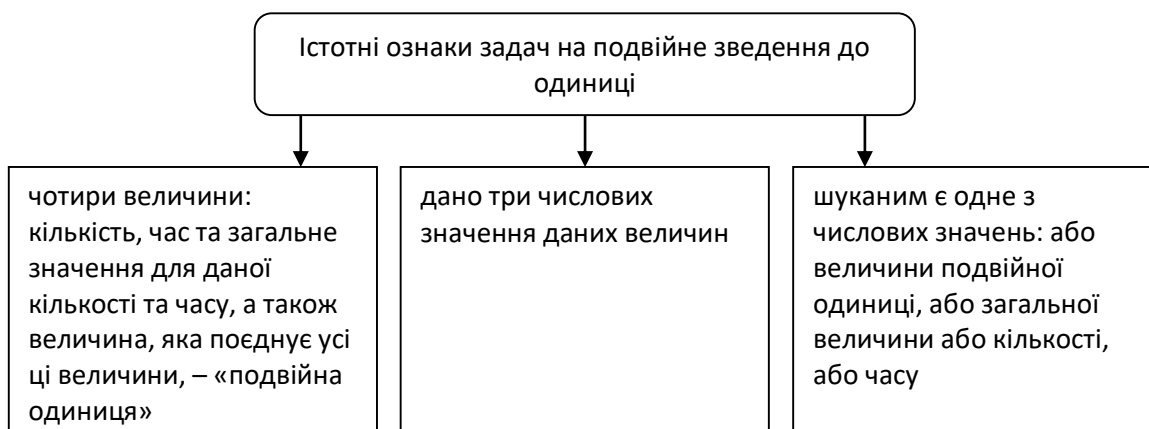 Істотні ознаки задач на подвійне зведення до
одиниці
чотири величини:
кількість, час та загальне
значення для даної
кількості та часу, а також
величина, яка поєднує усі
ці величини, – «подвійна
одиниця»
дано три числових
значення даних величин
шуканим є одне з
числових значень: або
величини подвійної
одиниці, або загальної
величини або кількості,
або часу